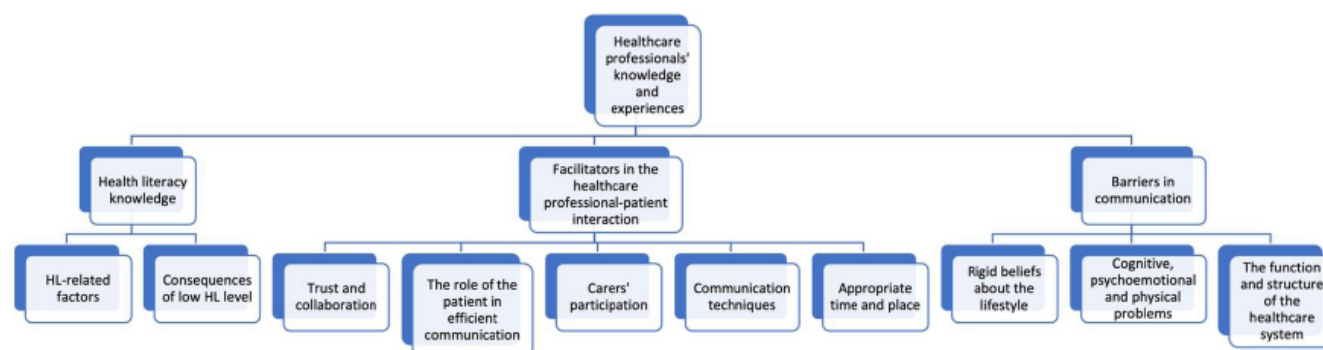 Healthcare
professionals'
knowledge
and
experiences
Health literacy
knowledge
Facilitators in the
healthcare
professional-patient
interaction
Barriers in
communication
HL-related
factors
Consequences
of low HL level
Trust and
collaboration
The role of the
patient in
efficient
communication
Carers'
participation
Communication
techniques
Appropriate
time and place
Rigid beliefs
about the
lifestyle
Cognitive,
psychoemotional
and physical
problems
The function
and structure
of the
healthcare
system